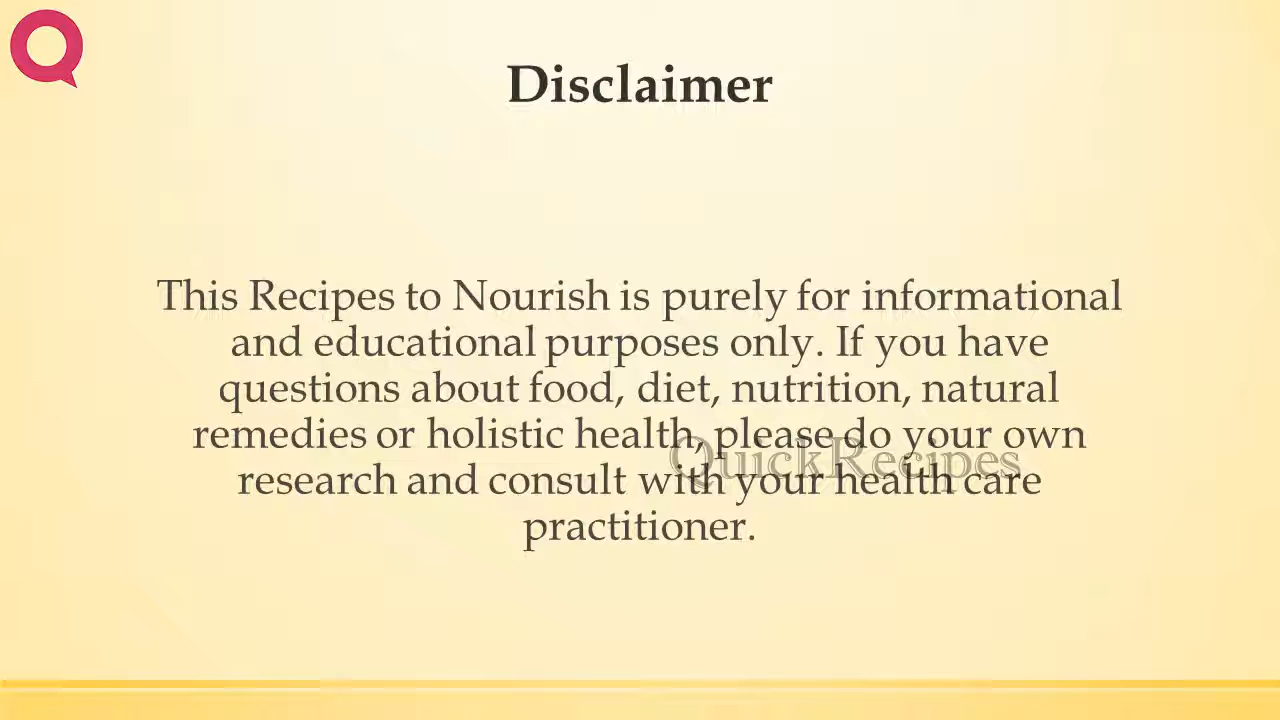 Disclaimer
This Recipes to Nourish is purely for informational
and educational purposes only. If you have
questions about food, diet, nutrition, natural
remedies or holistic health, please do your own
QuickRecipes
research and consult with your health care
practitioner.